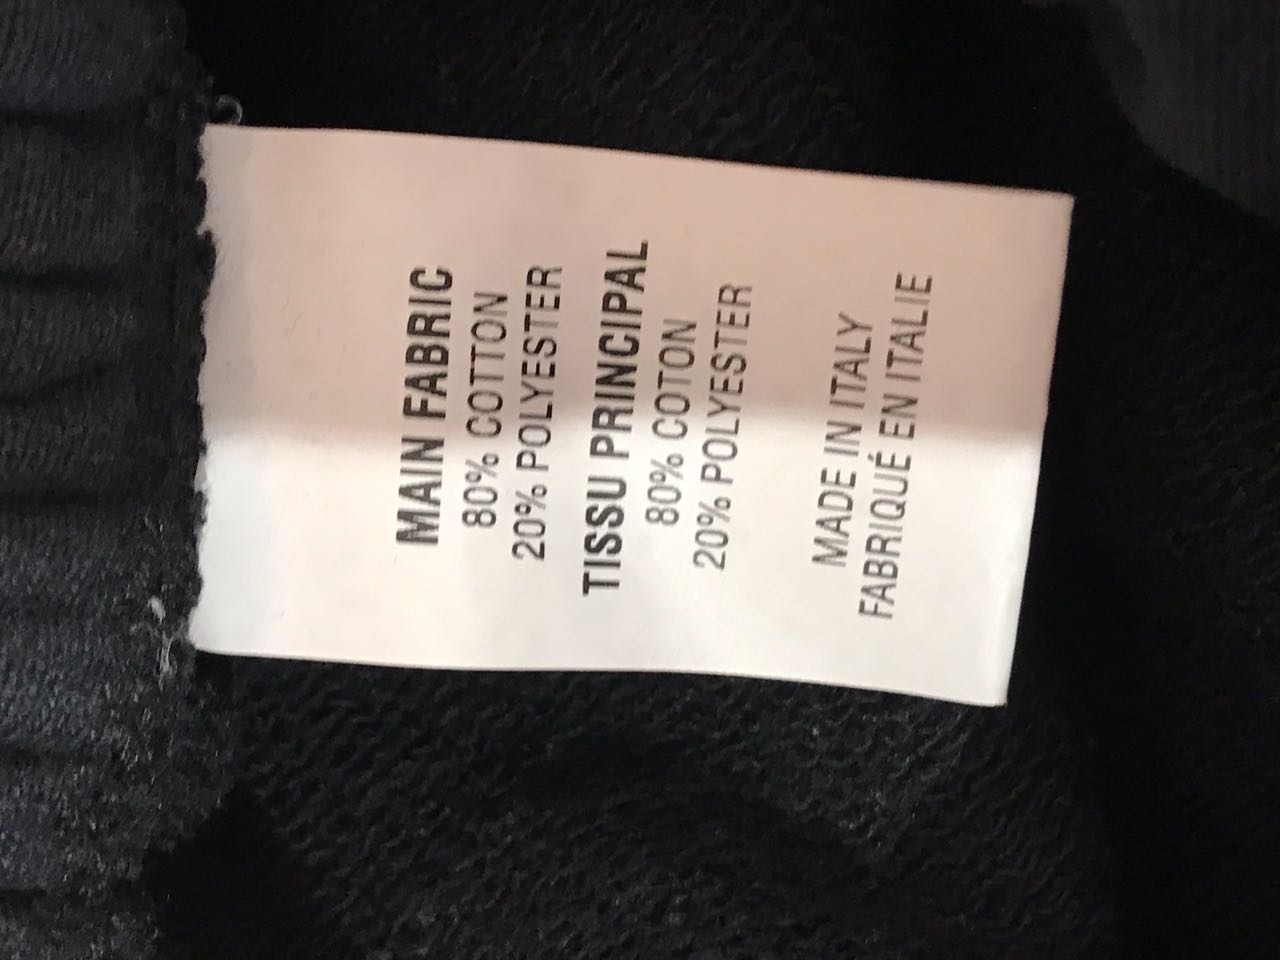 MAIN FABRIC
80% COTTON
20% POLYESTER
TISSU PRINCIPAL
80% COTON
20% POLYESTER
MADE IN ITALY
FABRIQUÉ EN ITALIE